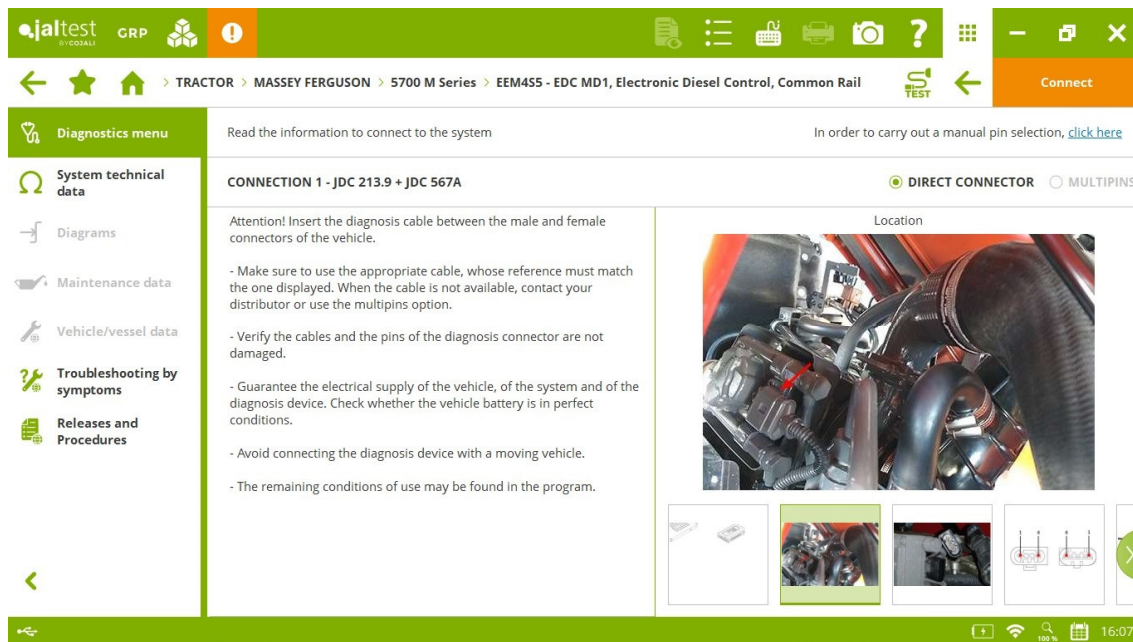 jaltest GRP
BY COJALI
> TRACTOR > MASSEY FERGUSON > 5700 M Series > EEM4S5 - EDC MD1, Electronic Diesel Control, Common Rail
TEST
Connect
Diagnostics menu
System technical
data
Diagrams
Maintenance data
Vehicle/vessel data
Troubleshooting by
symptoms
Releases and
Procedures
Read the information to connect to the system
In order to carry out a manual pin selection, click here
CONNECTION 1 - JDC 213.9 + JDC 567A
DIRECT CONNECTOR
MULTIPINS
Attention! Insert the diagnosis cable between the male and female
connectors of the vehicle.
- Make sure to use the appropriate cable, whose reference must match
the one displayed. When the cable is not available, contact your
distributor or use the multipins option.
- Verify the cables and the pins of the diagnosis connector are not
damaged.
- Guarantee the electrical supply of the vehicle, of the system and of the
diagnosis device. Check whether the vehicle battery is in perfect
conditions.
- Avoid connecting the diagnosis device with a moving vehicle.
- The remaining conditions of use may be found in the program.
Location
100 %
16:07